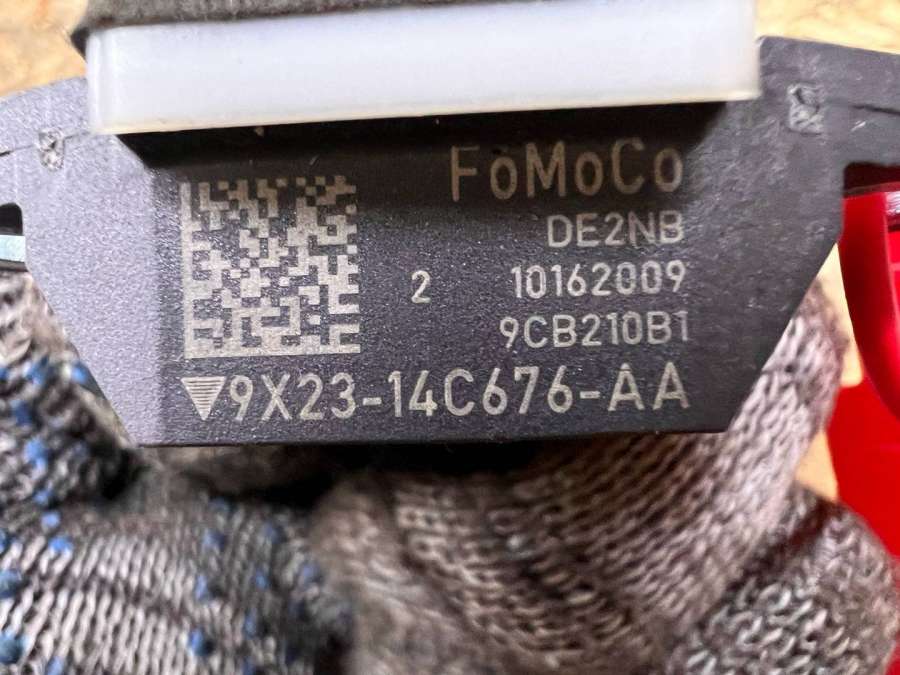 FoMoCo
DE2NB
2 10162009
9CB210B1
9X23-14C676-AA